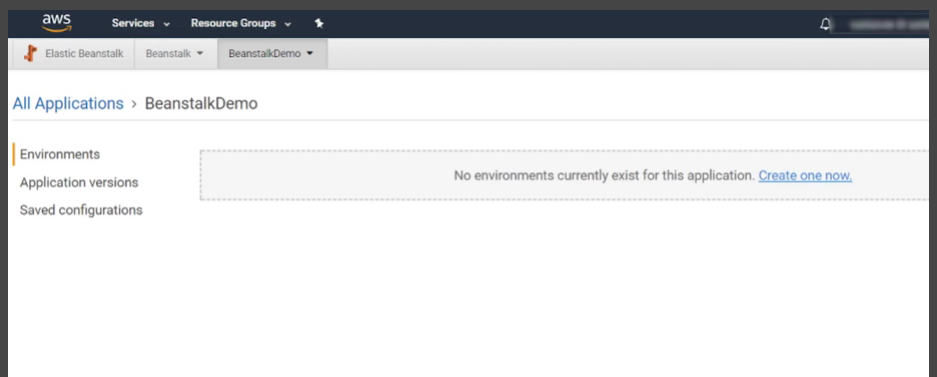 aws Services Resource Groups
Elastic Beanstalk Beanstalk BeanstalkDemo
All Applications › BeanstalkDemo
Environments
No environments currently exist for this application. Create one now.
Application versions
Saved configurations